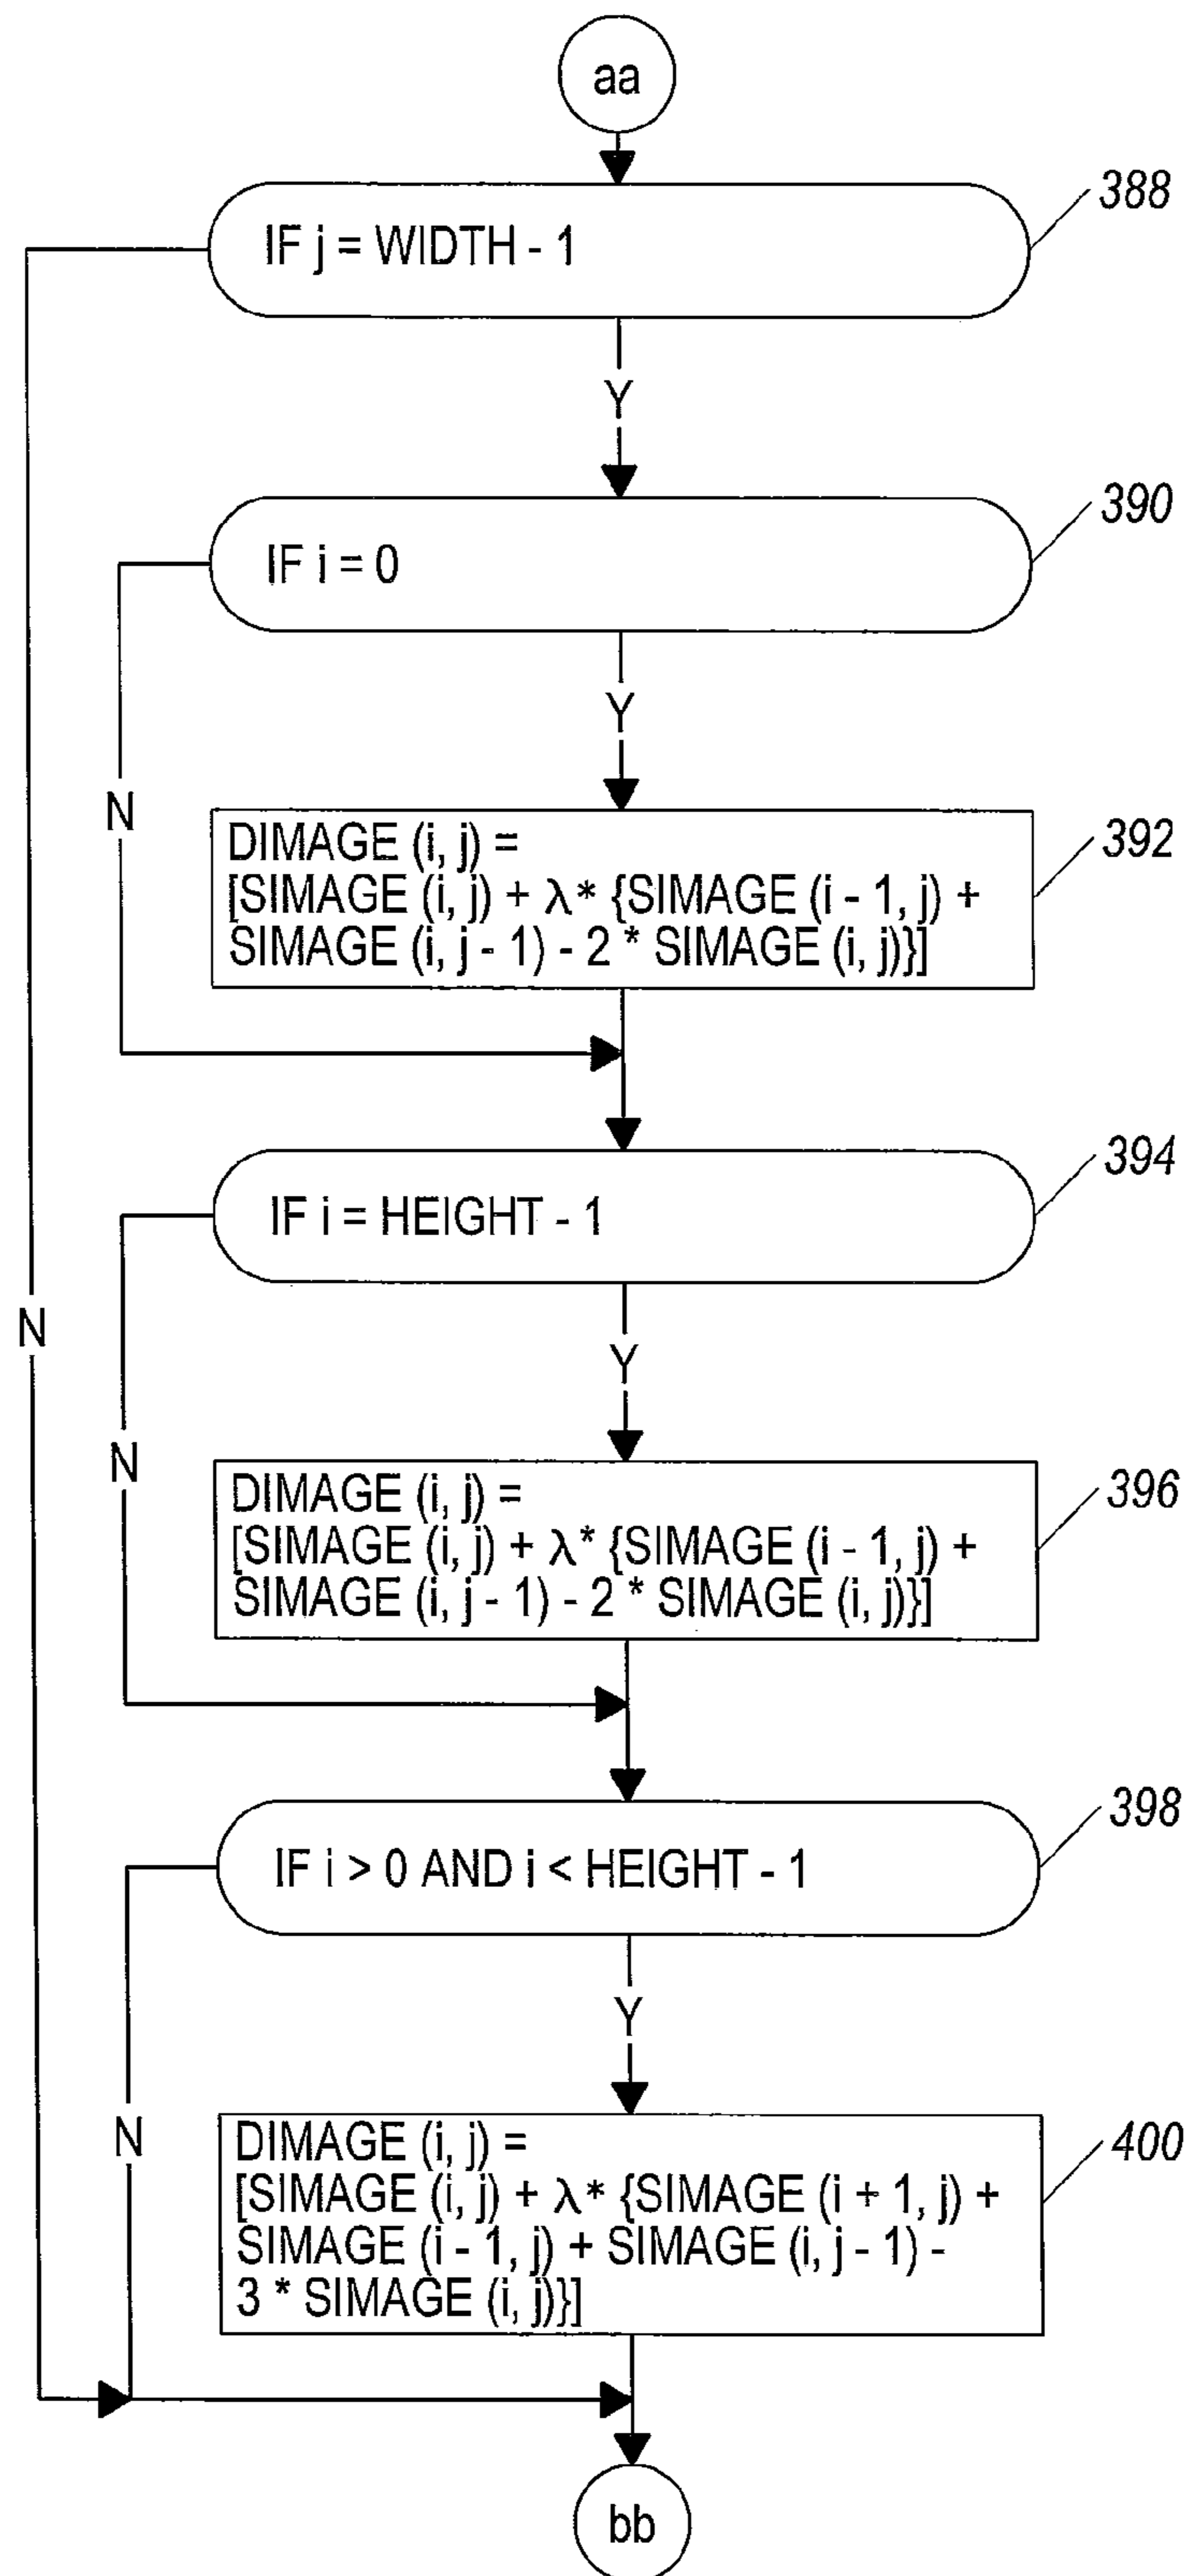 aa
IF j = WIDTH - 1
388
Y
IF i = 0
390
Y
N
DIMAGE (i, j) =
[SIMAGE (i, j) + λ* {SIMAGE (i - 1, j) +
SIMAGE (i, j - 1) - 2 * SIMAGE (i, j)}]
392
IF i = HEIGHT - 1
394
N
Y
N
DIMAGE (i, j) =
[SIMAGE (i, j) + λ* {SIMAGE (i - 1, j) +
SIMAGE (i, j - 1) - 2 * SIMAGE (i, j)}]
396
IF i > 0 AND i < HEIGHT - 1
398
Y
N
DIMAGE (i, j) =
[SIMAGE (i, j) + λ* {SIMAGE (i + 1, j) +
SIMAGE (i - 1, j) + SIMAGE (i, j - 1) -
3 * SIMAGE (i, j)}]
400
bb